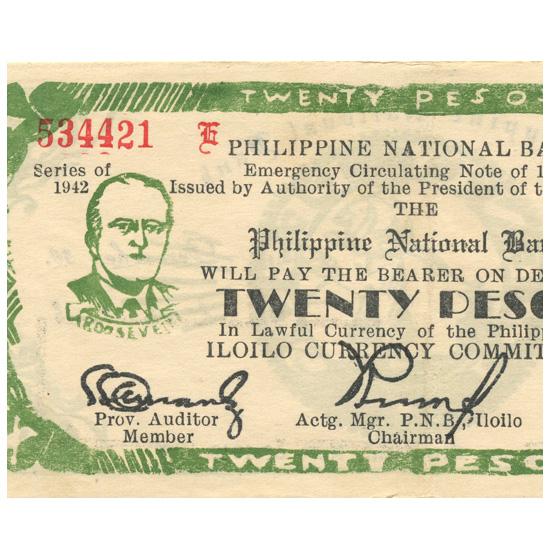 TWENTY PESOS
534421 E
PHILIPPINE NATIONAL BA
Series of
1942
Emergency Circulating Note of 1
Issued by Authority of the President of t
THE
Philippine National Ban
WILL PAY THE BEARER ON DE
TWENTY PESO
In Lawful Currency of the Philipp
ILOILO CURRENCY COMMIT
ROOSEVELT
Prov. Auditor
Member
Actg. Mgr. P.N.B., Iloilo
Chairman
TWENTY PESO